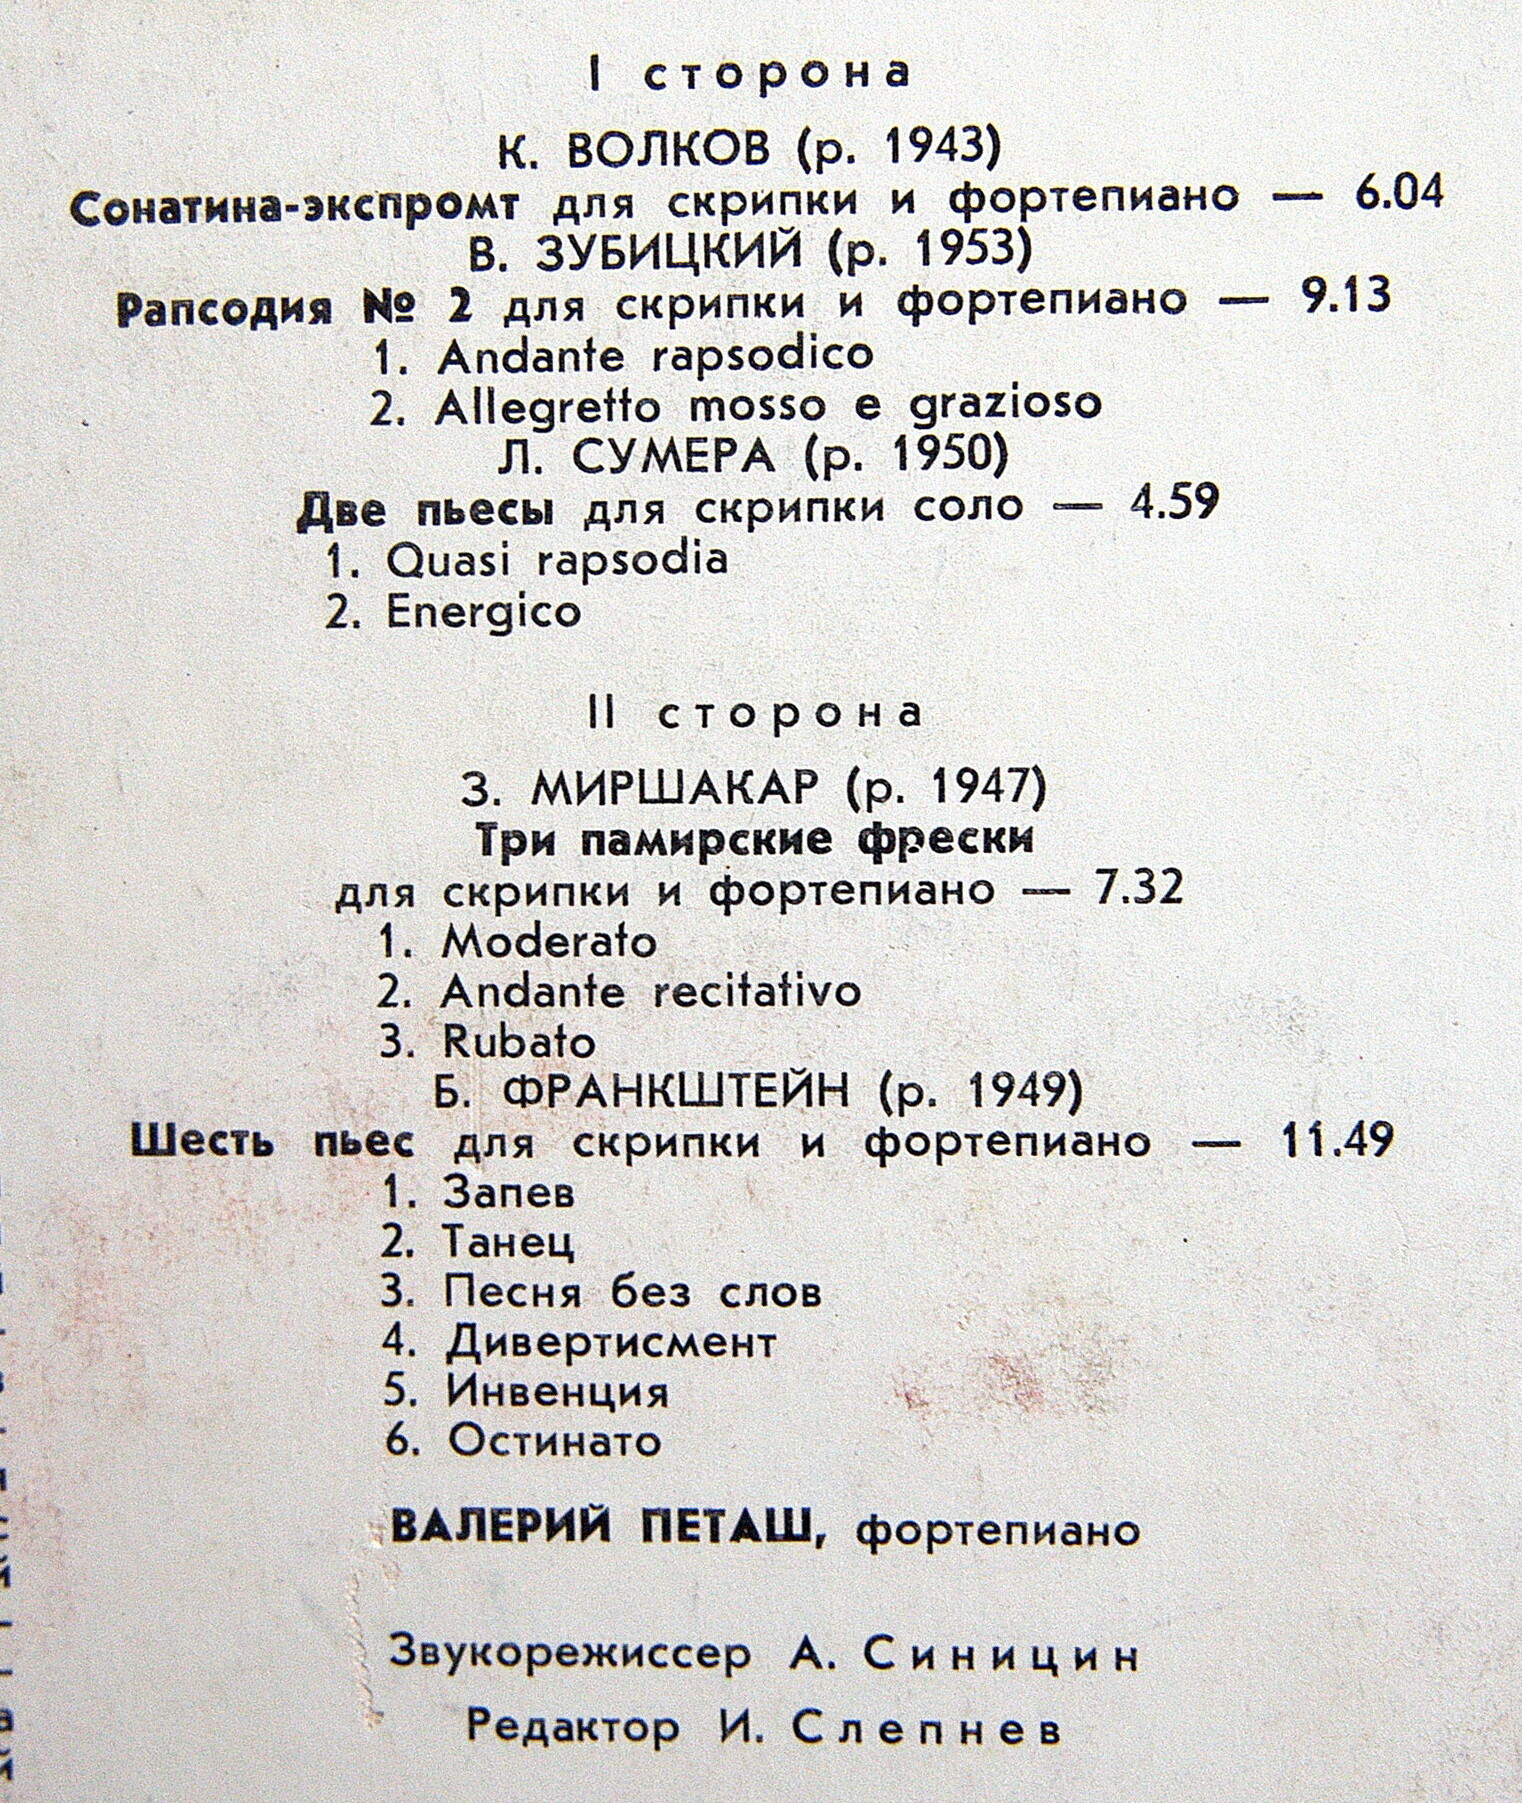 I сторона
К. ВОЛКОВ (р. 1943)
Сонатина-экспромт для скрипки и фортепиано — 6.04
В. ЗУБИЦКИЙ (р. 1953)
Рапсодия № 2 для скрипки и фортепиано — 9.13
1. Andante rapsodico
2. Allegretto mosso e grazioso
Л. СУМЕРА (р. 1950)
Две пьесы для скрипки соло — 4.59
1. Quasi rapsodia
2. Energico
II сторона
З. МИРШАКАР (р. 1947)
Три памирские фрески
для скрипки и фортепиано — 7.32
1. Moderato
2. Andante recitativo
3. Rubato
Б. ФРАНКШТЕЙН (р. 1949)
Шесть пьес для скрипки и фортепиано — 11.49
1. Запев
2. Танец
3. Песня без слов
4. Дивертисмент
5. Инвенция
6. Остинато
ВАЛЕРИЙ ПЕТАШ, фортепиано
Звукорежиссер А. Синицин
Редактор И. Слепнев